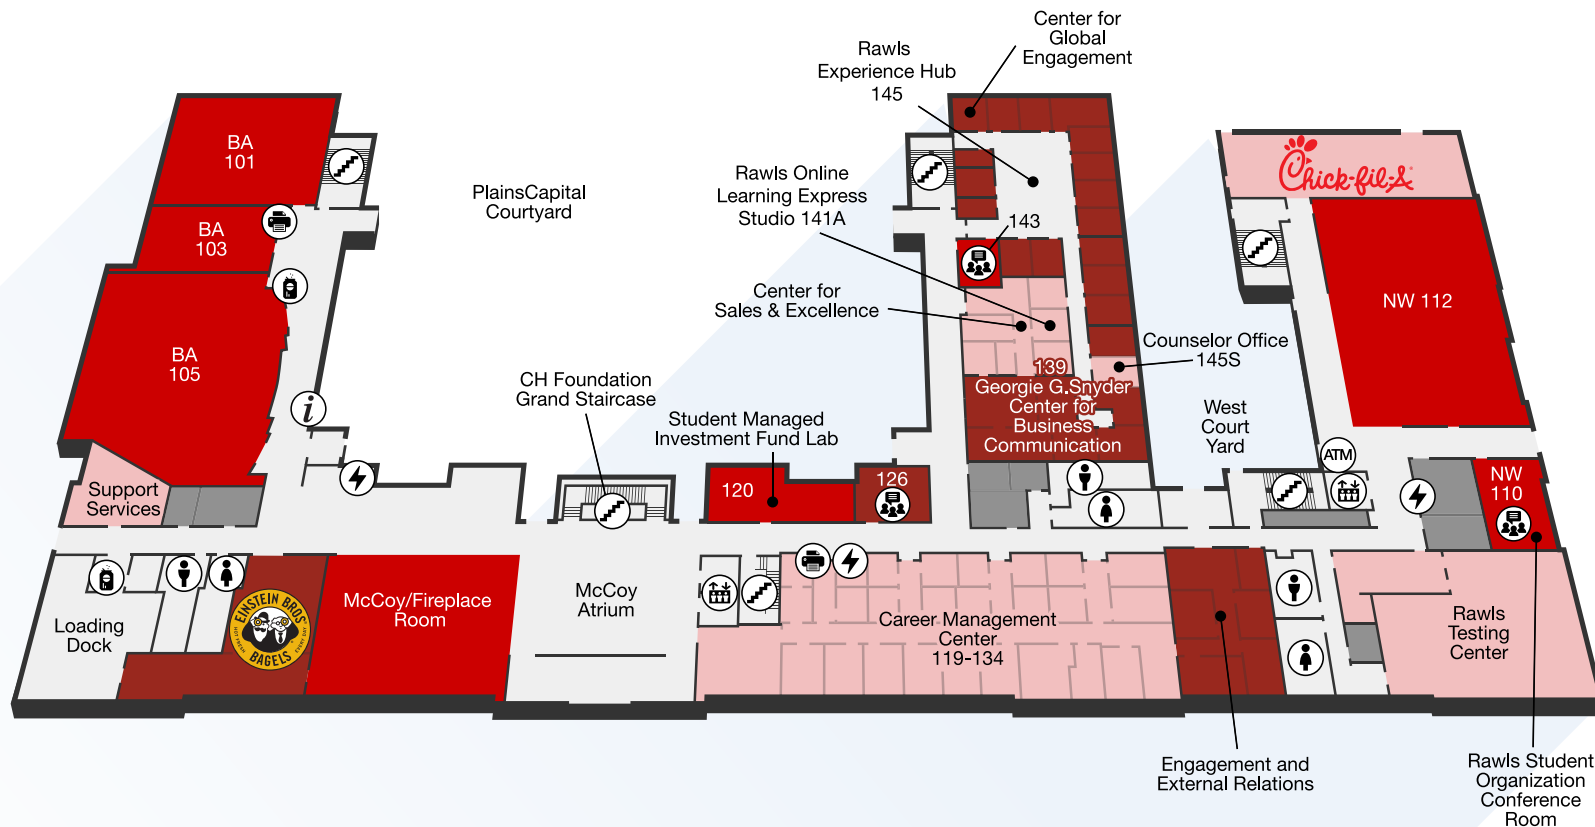 Center for
Global
Engagement
Rawls
Experience Hub
145
Rawls Online
Learning Express
Studio 141A
143
Center for
Sales & Excellence
BA
101
BA
103
BA
105
PlainsCapital
Courtyard
Chick-fil-A
NW 112
Counselor Office
145S
139
Georgie G.Snyder
Center for
Business
Communication
West
Court
Yard
CH Foundation
Grand Staircase
Student Managed
Investment Fund Lab
i
ATM
120
126
NW
110
Support
Services
Loading
Dock
EINSTEIN BROS
BAGELS
HOT FRESH
EVERY DAY
McCoy/Fireplace
Room
McCoy
Atrium
Career Management
Center
119-134
Rawls
Testing
Center
Engagement and
External Relations
Rawls Student
Organization
Conference
Room